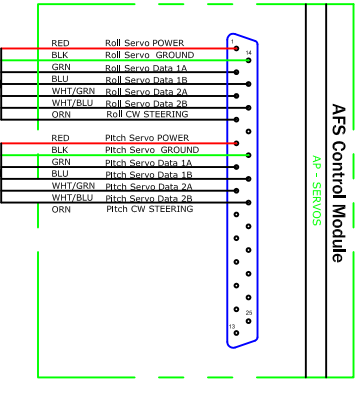 RED Roll Servo POWER
BLK Roll Servo GROUND
GRN Roll Servo Data 1A
BLU Roll Servo Data 1B
WHT/GRN Roll Servo Data 2A
WHT/BLU Roll Servo Data 2B
ORN Roll CW STEERING
RED Pitch Servo POWER
BLK Pitch Servo GROUND
GRN Pitch Servo Data 1A
BLU Pitch Servo Data 1B
WHT/GRN Pitch Servo Data 2A
WHT/BLU Pitch Servo Data 2B
ORN Pitch CW STEERING
1
14
25
13
AP - SERVOS
AFS Control Module